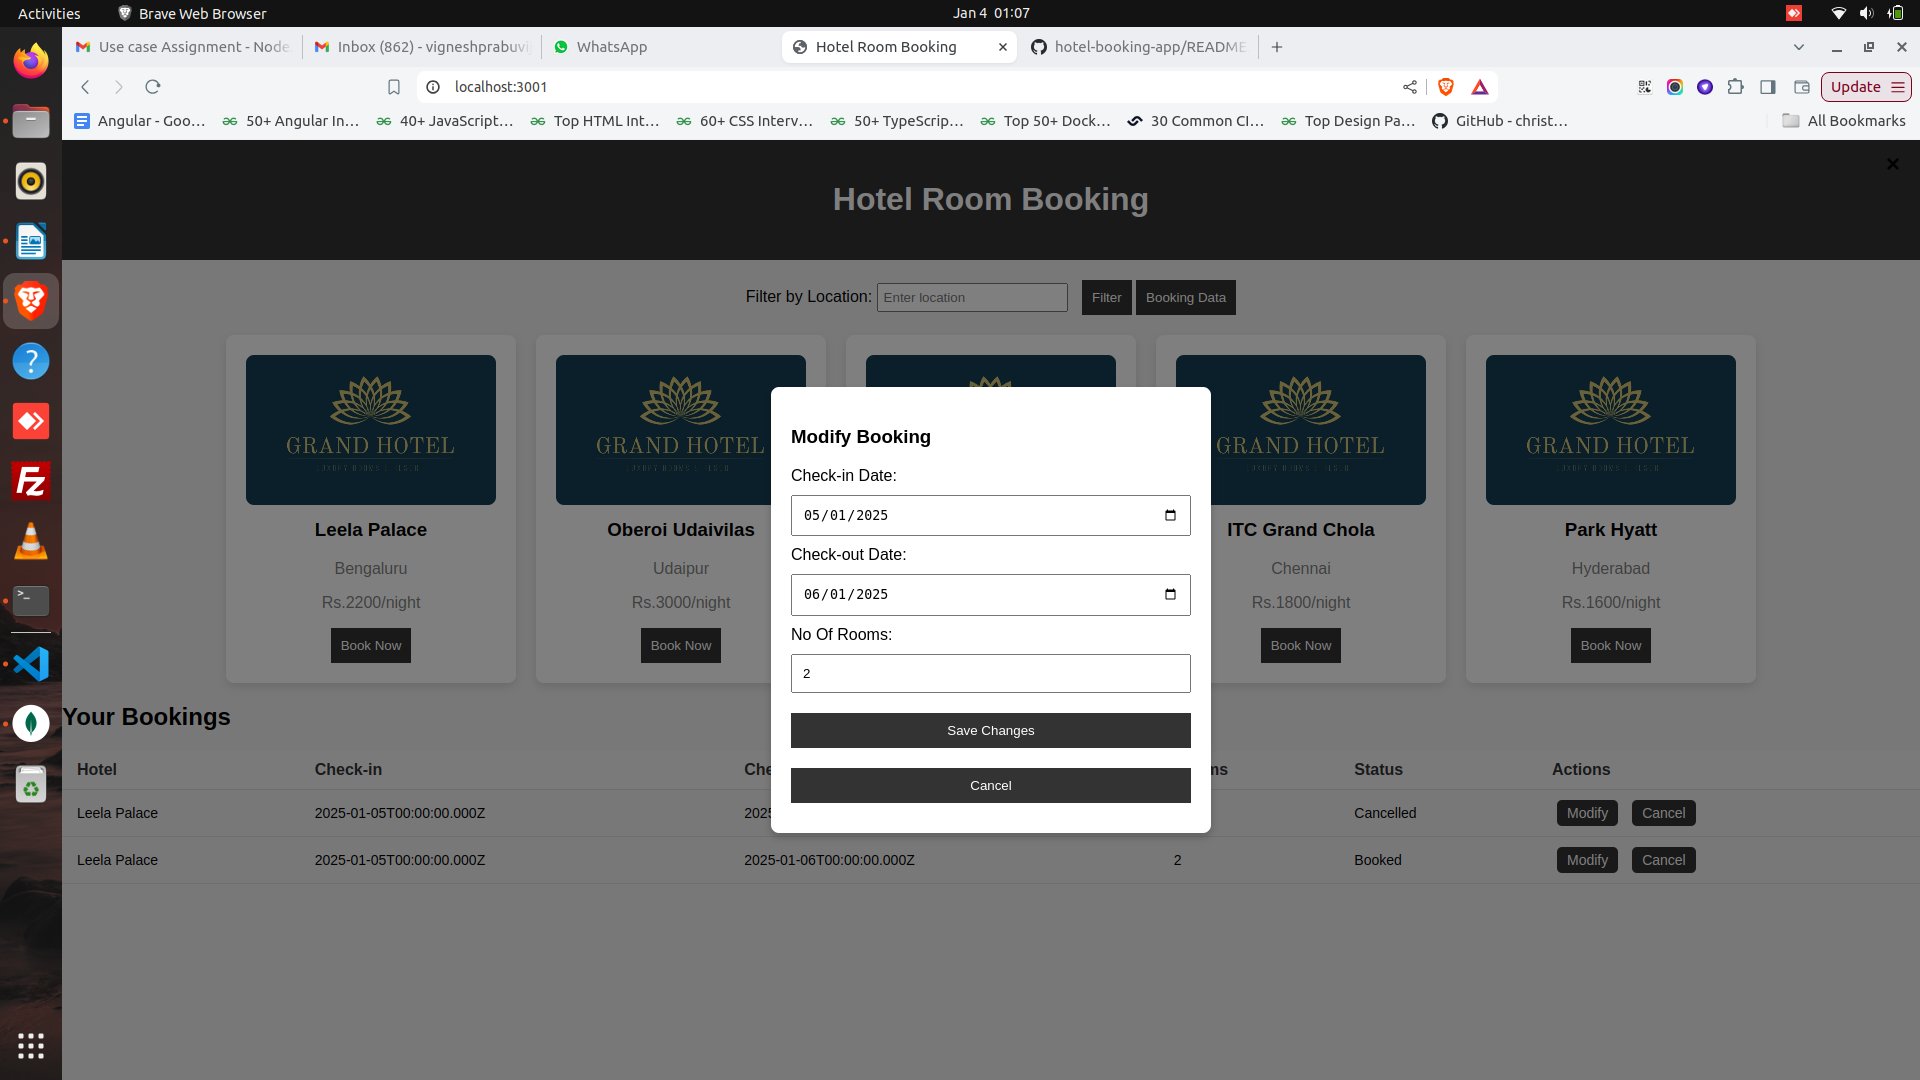 Activities
Brave Web Browser
Jan 4 01:07
Use case Assignment - Node.
Inbox (862) - vigneshprabuvi
WhatsApp
Hotel Room Booking
hotel-booking-app/README
localhost:3001
Update
Angular - Goo...
50+ Angular In...
40+ JavaScript...
Top HTML Int...
60+ CSS Interv...
50+ TypeScrip...
Top 50+ Dock...
30 Common CI...
Top Design Pa...
GitHub - christ...
All Bookmarks
Hotel Room Booking
Filter by Location:
Enter location
Filter
Booking Data
GRAND HOTEL
GRAND HOTEL
GRAND HOTEL
GRAND HOTEL
Leela Palace
Oberoi Udaivilas
ITC Grand Chola
Park Hyatt
Bengaluru
Udaipur
Chennai
Hyderabad
Rs.2200/night
Rs.3000/night
Rs.1800/night
Rs.1600/night
Book Now
Book Now
Book Now
Book Now
Modify Booking
Check-in Date:
05/01/2025
Check-out Date:
06/01/2025
No Of Rooms:
2
Save Changes
Cancel
Your Bookings
Hotel
Check-in
Status
Actions
Leela Palace
2025-01-05T00:00:00.000Z
Cancelled
Modify
Cancel
Leela Palace
2025-01-05T00:00:00.000Z
2025-01-06T00:00:00.000Z
2
Booked
Modify
Cancel